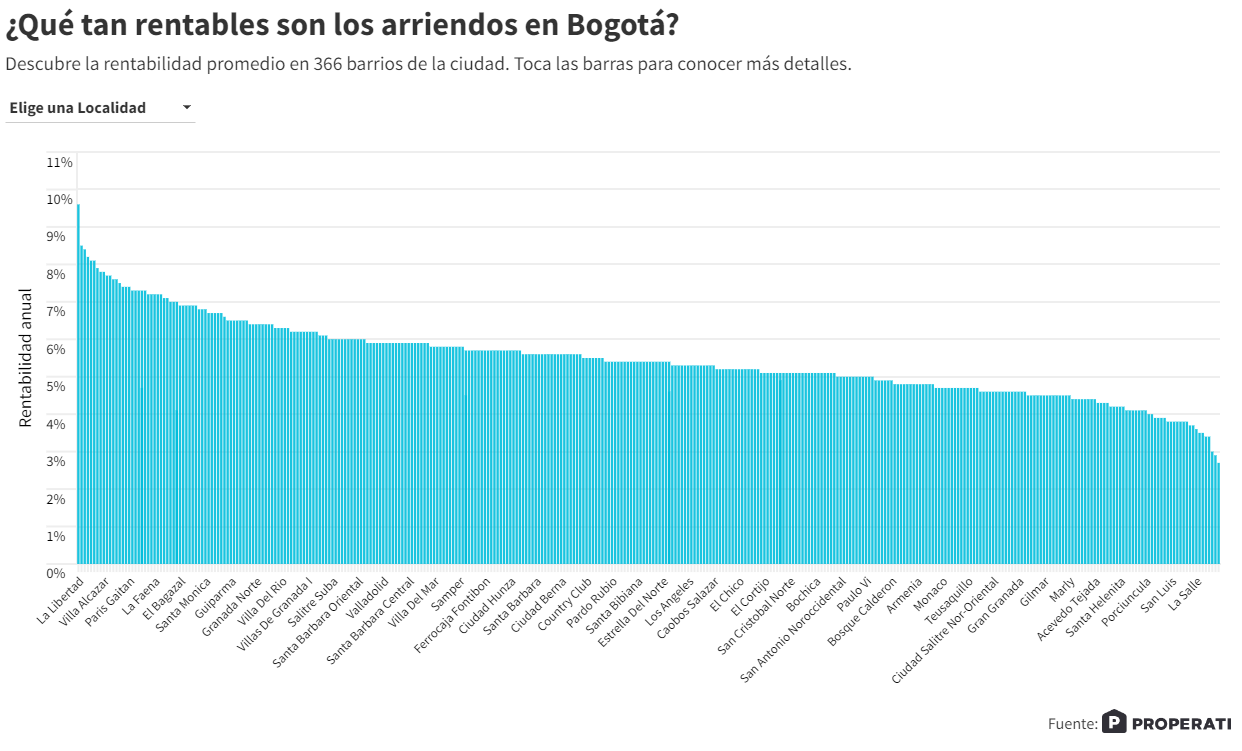 ¿Qué tan rentables son los arriendos en Bogotá?
Descubre la rentabilidad promedio en 366 barrios de la ciudad. Toca las barras para conocer más detalles.
Elige una Localidad
11%
10%
9%
8%
7%
6%
5%
4%
3%
2%
1%
0%
Rentabilidad anual
La Libertad
Villa Alcazar
Paris Gaitan
La Faena
El Bagazal
Santa Monica
Guiparma
Granada Norte
Villa Del Rio
Villas De Granada I
Salitre Suba
Santa Barbara Oriental
Valladolid
Santa Barbara Central
Villa Del Mar
Samper
Ferrocaja Fontibon
Ciudad Hunza
Santa Barbara
Ciudad Berna
Country Club
Pardo Rubio
Santa Bibiana
Estrella Del Norte
Los Angeles
Caobos Salazar
El Chico
El Cortijo
San Cristobal Norte
Bochica
San Antonio Noroccidental
Paulo Vi
Bosque Calderon
Armenia
Monaco
Teusaquillo
Ciudad Salitre Nor-Oriental
Gran Granada
Gilmar
Marly
Acevedo Tejada
Santa Helenita
Porciuncula
San Luis
La Salle
Fuente: PROPERATI